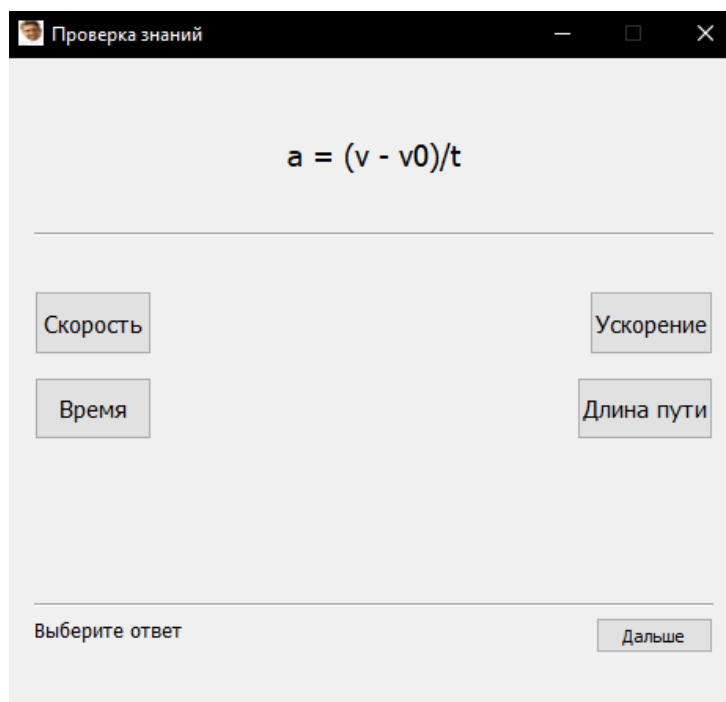 Проверка знаний
a = (v - v0)/t
Скорость
Ускорение
Время
Длина пути
Выберите ответ
Дальше